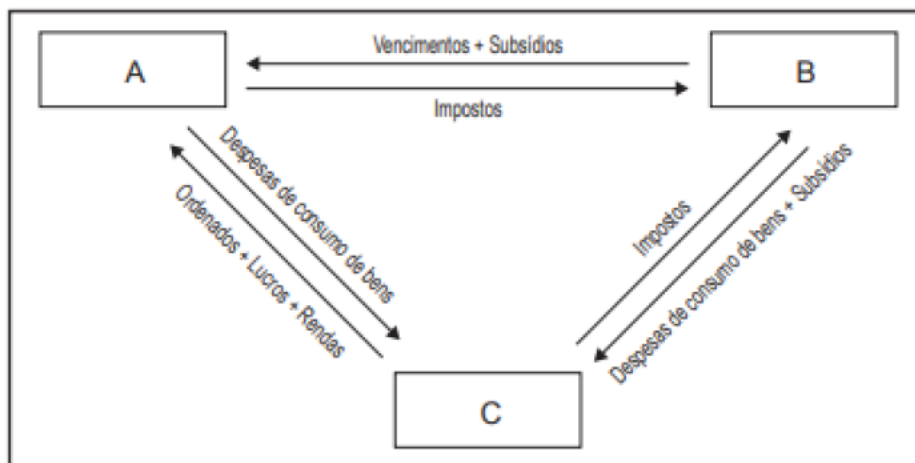 Vencimentos + Subsídios
A
B
Impostos
Despesas de consumo de bens
Ordenados + Lucros + Rendas
Impostos
Despesas de consumo de bens + Subsídios
C